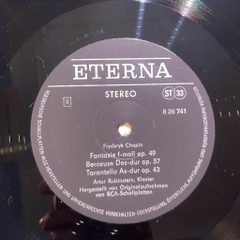 ETERNA
STEREO
ST 33
2
8 26 741
Fryderyk Chopin
Fantasie f-moll op. 49
Berceuse Des-dur op. 57
Tarantella As-dur op. 43
Artur Rubinstein, Klavier
Hergestellt von Originalaufnahmen
von RCA-Schallplatten